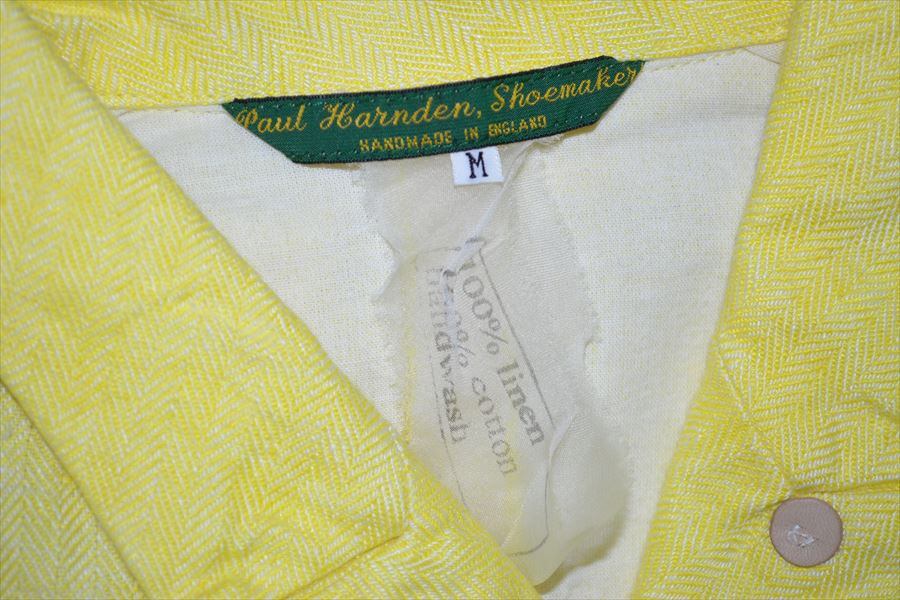 Paul Harnden, Shoemaker
HANDMADE IN ENGLAND
M
100% linen
100% cotton
handwash